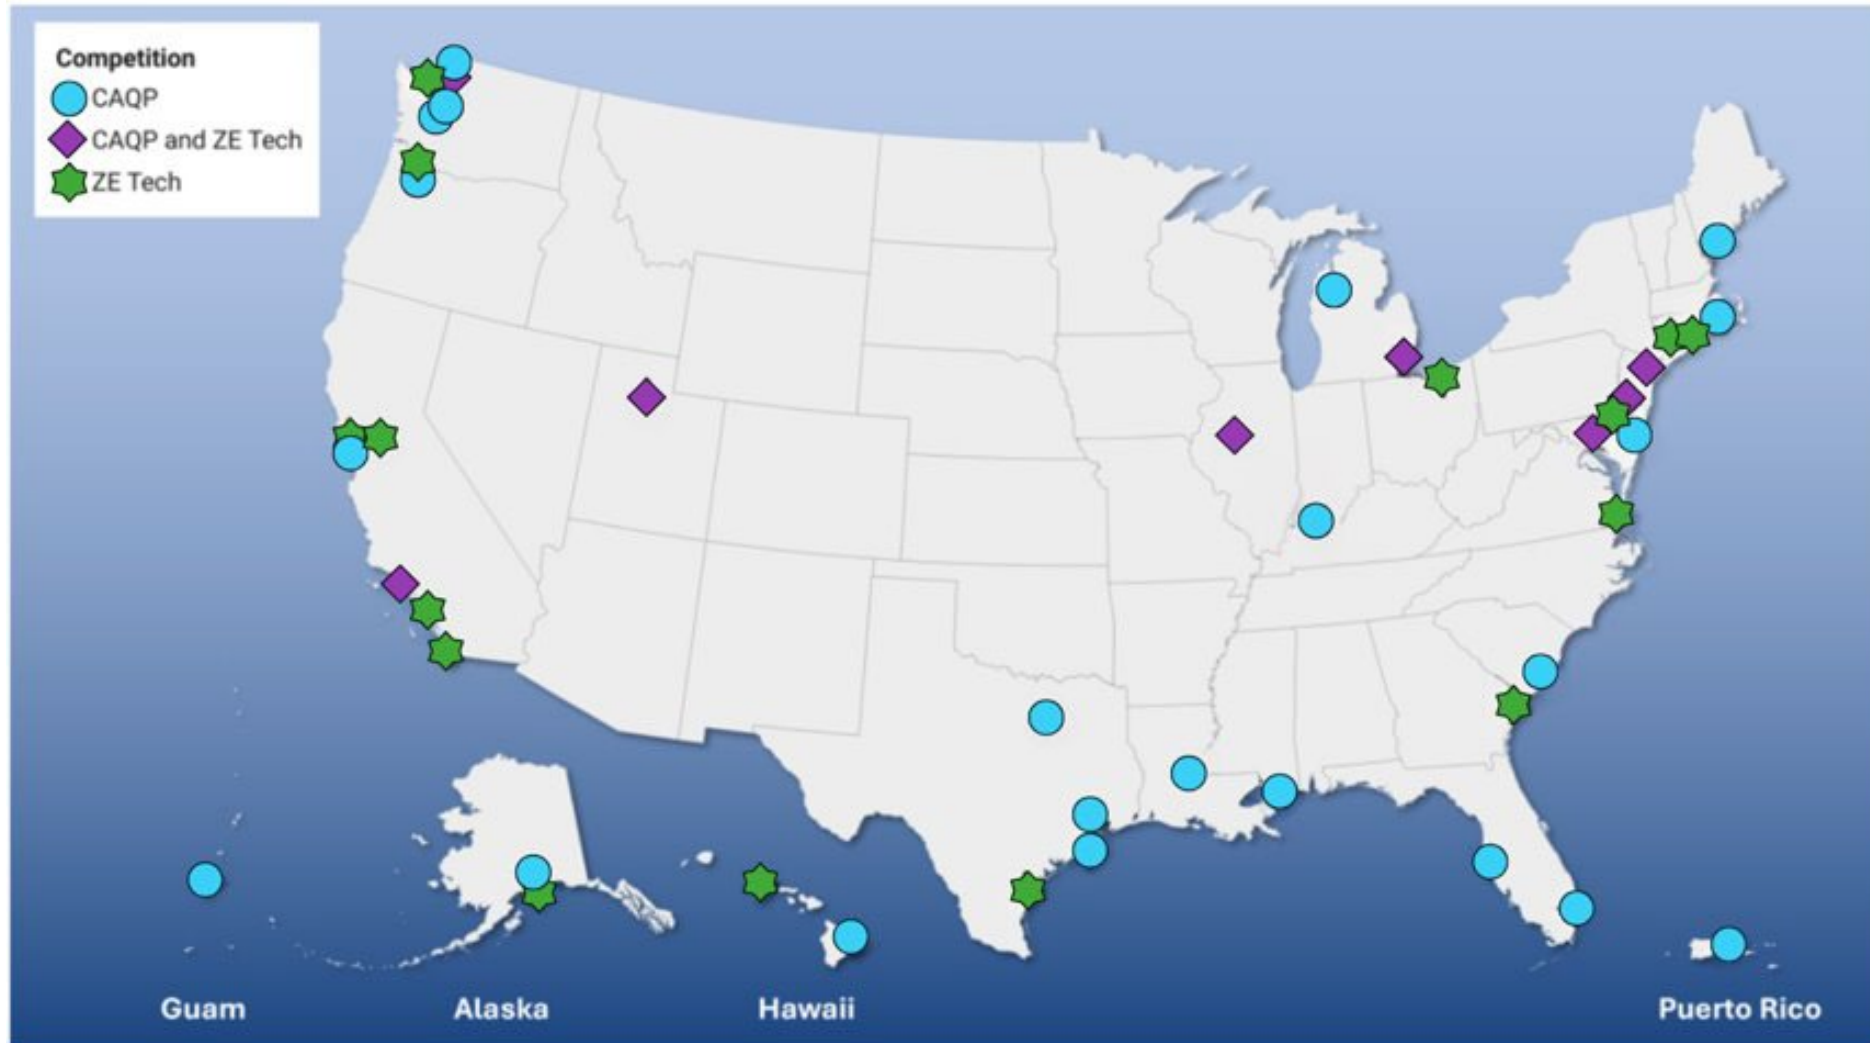 Competition
CAQP
CAQP and ZE Tech
ZE Tech
Guam
Alaska
Hawaii
Puerto Rico